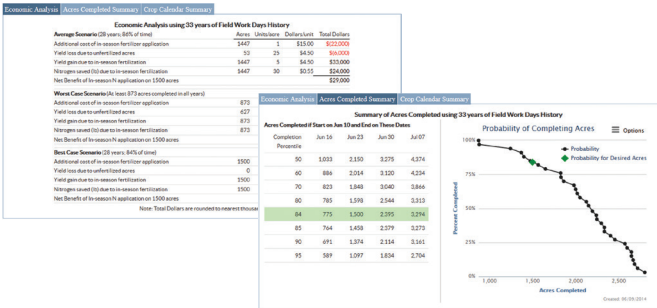 Economic Analysis Acres Completed Summary Crop Calendar Summary
Economic Analysis using 33 years of Field Work Days History
Average Scenario (28 years; 86% of time) Acres Units/acre Dollars/unit Total Dollars
Additional cost of in-season fertilizer application 1447 1 $15.00 $(22,000)
Yield loss due to unfertilized acres 53 25 $4.50 $(6,000)
Yield gain due to in-season fertilizer 1447 5 $4.50 $33,000
Nitrogen saved (lb) due to in-season fertilizer 1447 30 $0.55 $24,000
Net Benefit of In-season N application on 1500 acres $29,000
Worst Case Scenario (At least 873 acres completed in all years)
Additional cost of in-season fertilizer application 873
Yield loss due to unfertilized acres 627
Yield gain due to in-season fertilizer 873
Nitrogen saved (lb) due to in-season fertilizer 873
Net Benefit of In-season N application on 1500 acres
Best Case Scenario (28 years; 84% of time)
Additional cost of in-season fertilizer application 1500
Yield loss due to unfertilized acres 0
Yield gain due to in-season fertilizer 1500
Nitrogen saved (lb) due to in-season fertilizer 1500
Net Benefit of In-season N application on 1500 acres
Note: Total Dollars are rounded to nearest thousan
Economic Analysis Acres Completed Summary Crop Calendar Summary
Summary of Acres Completed using 33 years of Field Work Days History
Acres Completed if Start on Jun 10 and End on These Dates
Completion Percentile Jun 16 Jun 23 Jun 30 Jul 07
50 1,033 2,150 3,275 4,374
60 886 2,014 3,120 4,234
70 823 1,848 3,040 3,866
80 785 1,598 2,544 3,313
84 775 1,500 2,395 3,294
85 764 1,458 2,379 3,273
90 691 1,374 2,114 3,161
95 589 1,097 1,834 2,704
Probability of Completing Acres
Options
Probability
Probability for Desired Acres
100%
75%
50%
25%
0%
Percent Completed
1,000 1,500 2,000 2,500
Acres Completed